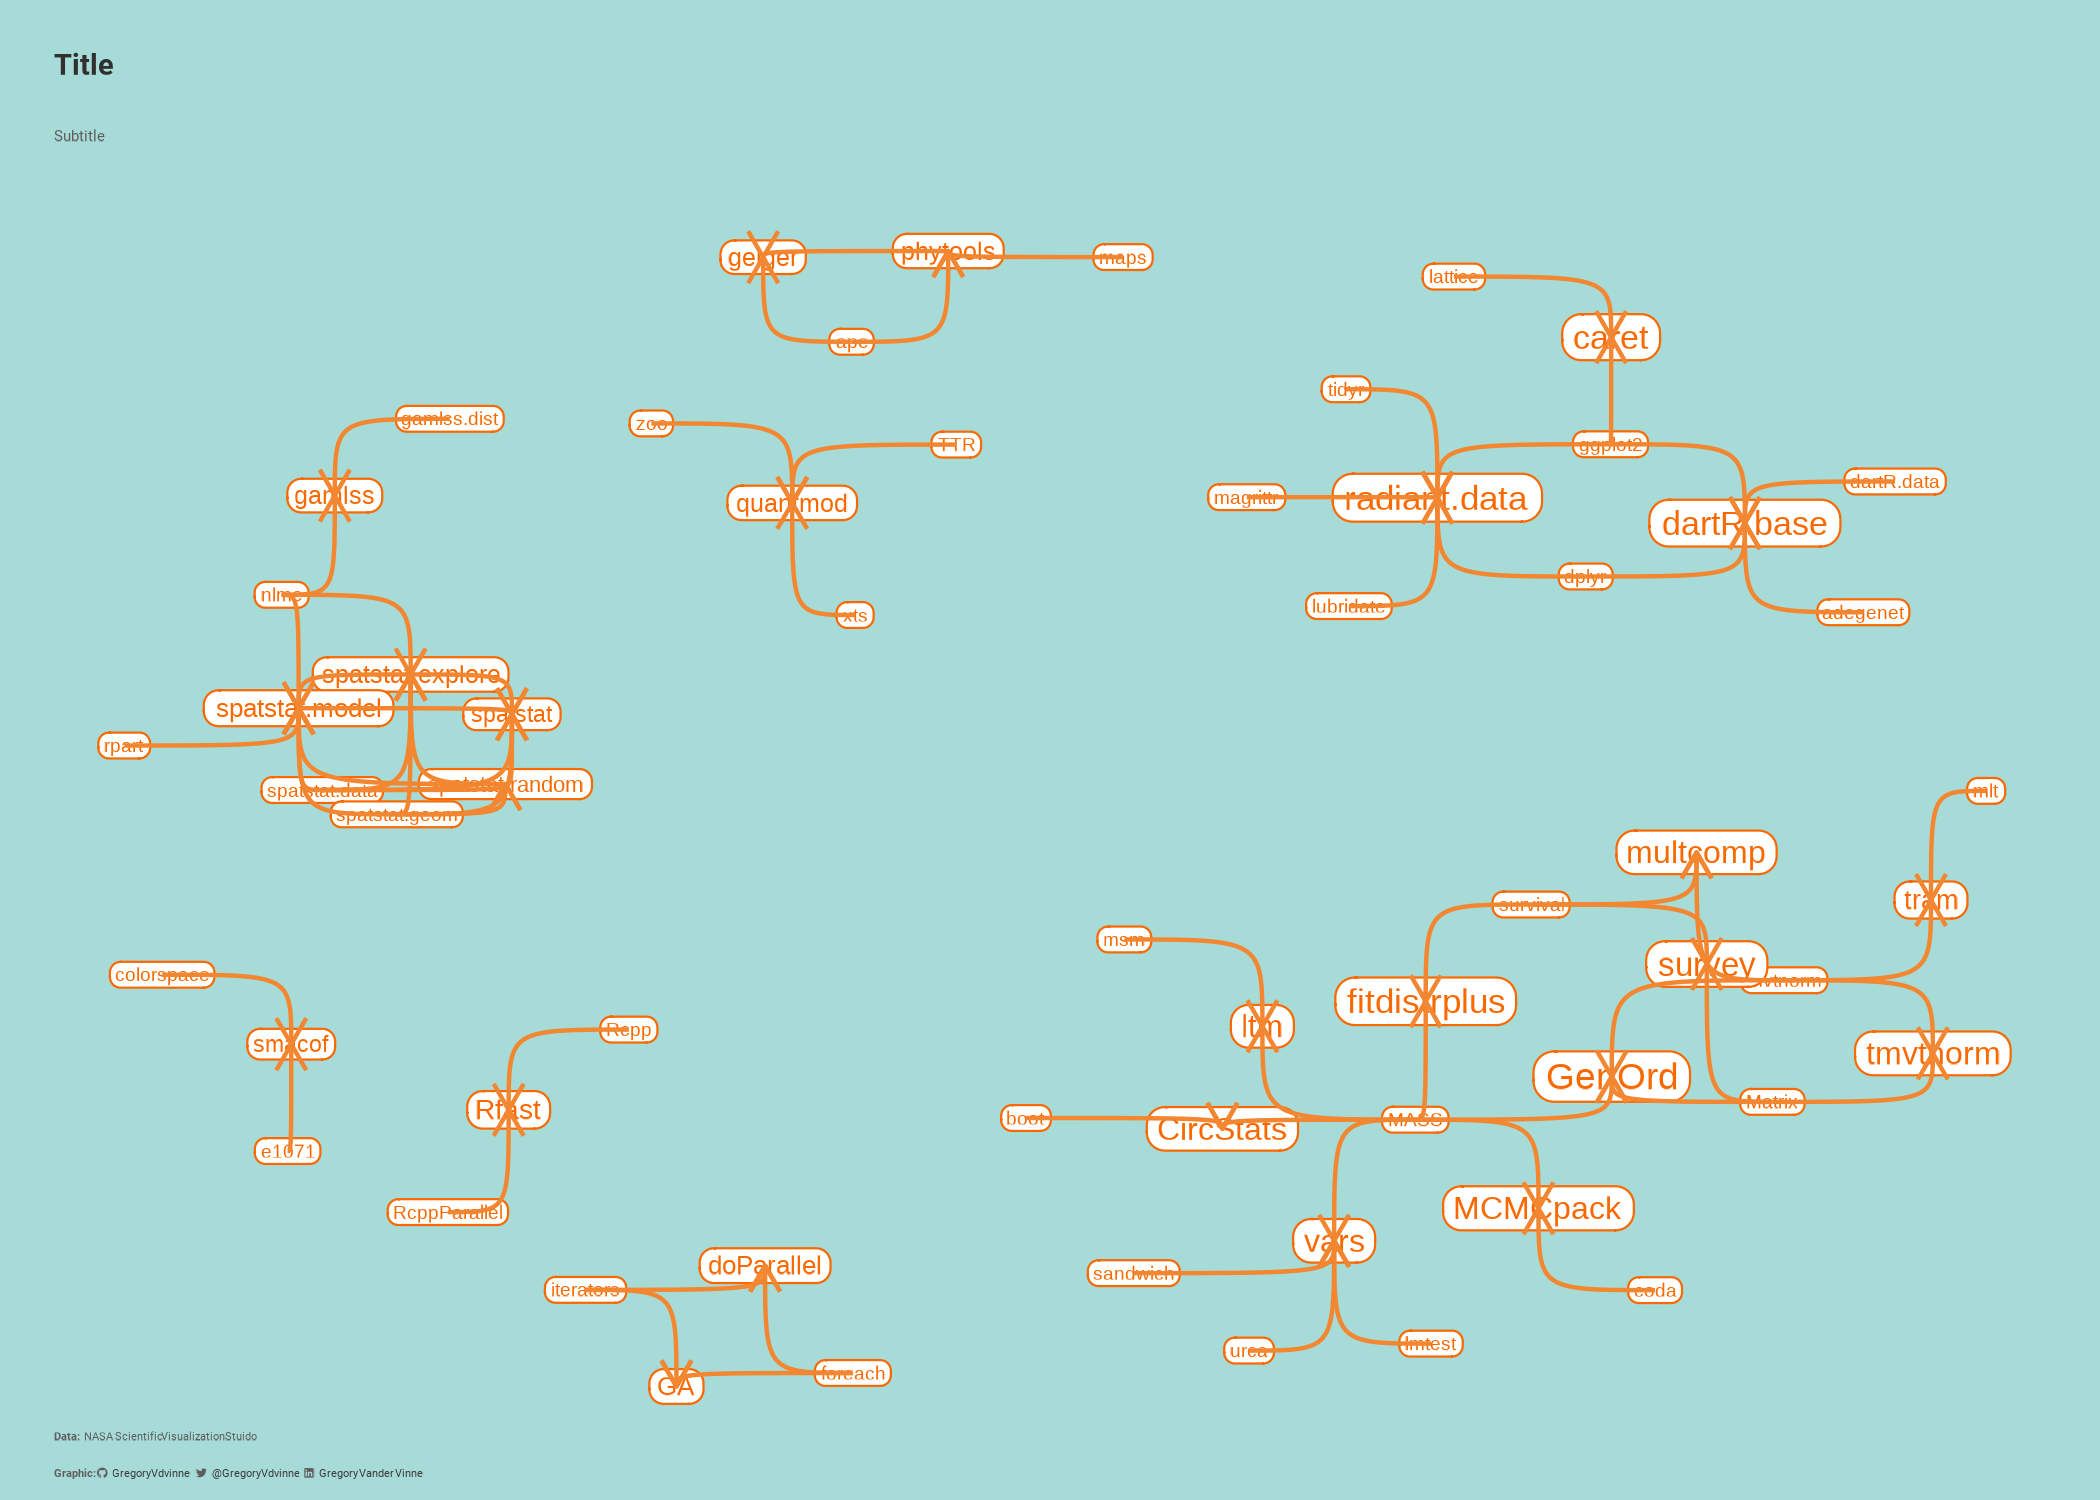 Title
Subtitle
geiger
phytools
maps
ape
lattice
caret
tidyr
ggplot2
magrittr
radiant.data
dartR.data
dartR.base
dplyr
lubridate
adegenet
gamlss.dist
gamlss
nlme
zoo
TTR
quantmod
xts
spatstat.explore
spatstat.model
spatstat
rpart
spatstat.data
spatstat.random
spatstat.geom
mlt
multcomp
tram
survival
msm
survey
fitdistrplus
ltm
tmvtnorm
GenOrd
Matrix
boot
CircStats
MASS
MCMCpack
vars
sandwich
coda
urca
lmtest
colorspace
smacof
e1071
Rcpp
Rfast
RcppParallel
doParallel
iterators
foreach
GA
Data: NASA ScientificVisualizationStuido
Graphic: GregoryVdvinne @GregoryVdvinne GregoryVanderVinne